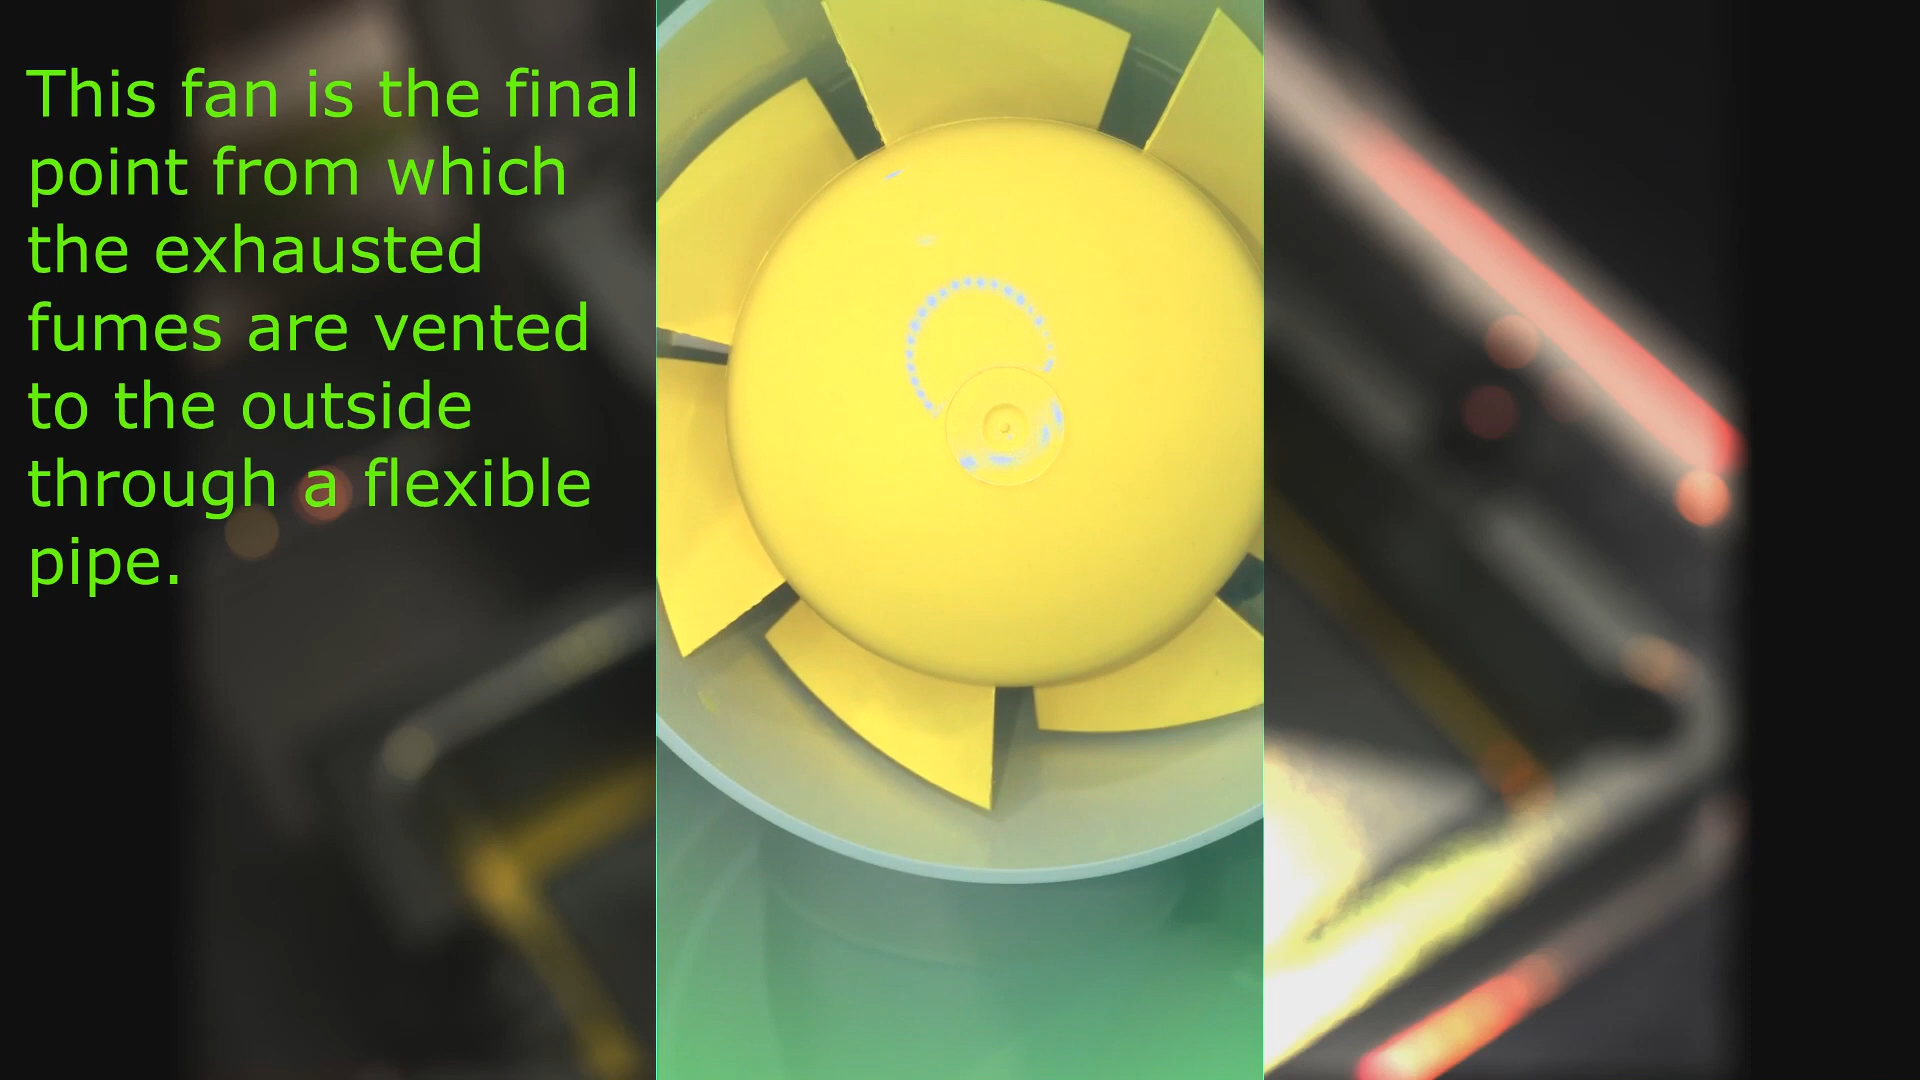 This fan is the final
point from which
the exhausted
fumes are vented
to the outside
through a flexible
pipe.